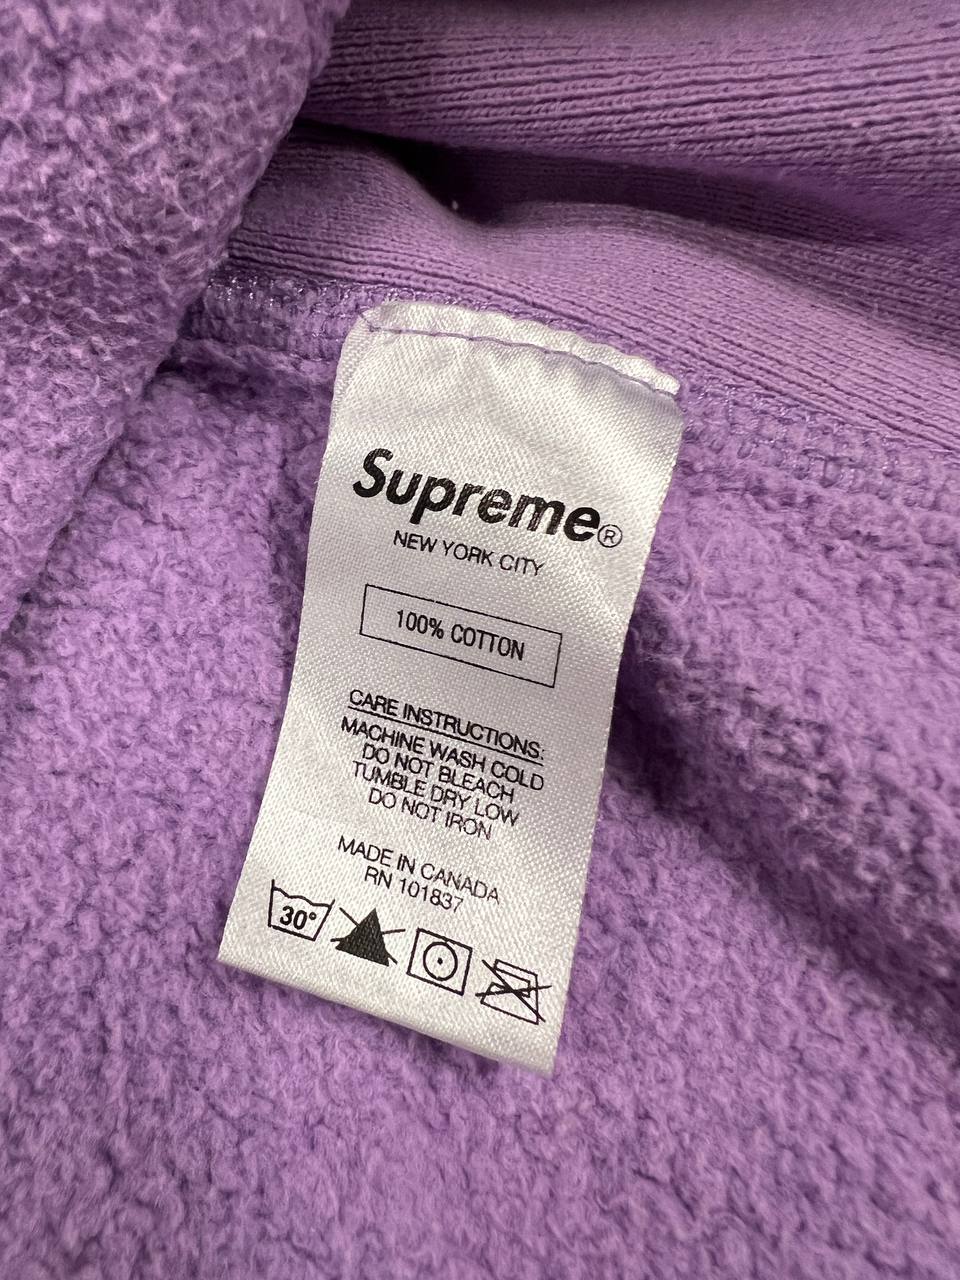 Supreme®
NEW YORK CITY
100% COTTON
CARE INSTRUCTIONS:
MACHINE WASH COLD
DO NOT BLEACH
TUMBLE DRY LOW
DO NOT IRON
MADE IN CANADA
RN 101837
30°